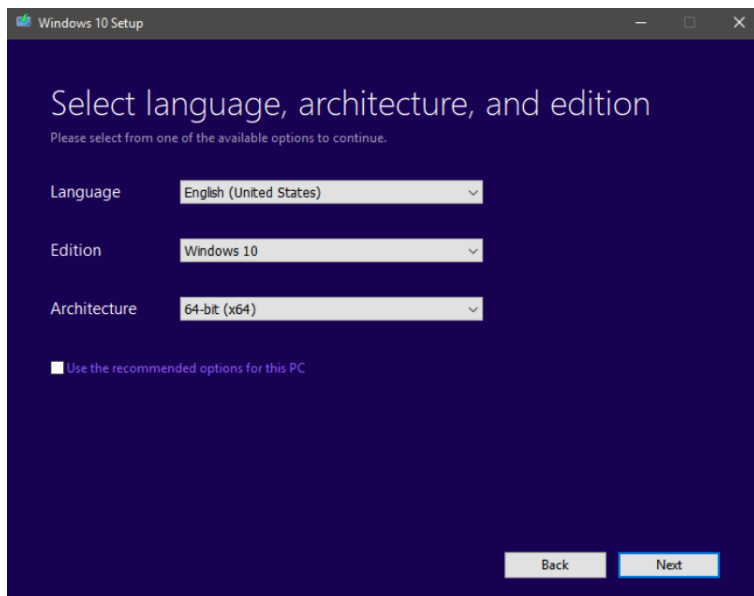 Windows 10 Setup
Select language, architecture, and edition
Please select from one of the available options to continue.
Language English (United States)
Edition Windows 10
Architecture 64-bit (x64)
Use the recommended options for this PC
Back Next